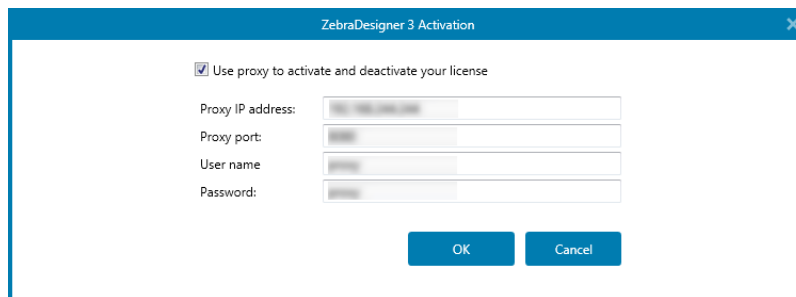 ZebraDesigner 3 Activation
Use proxy to activate and deactivate your license
Proxy IP address:
Proxy port:
User name
Password:
OK Cancel